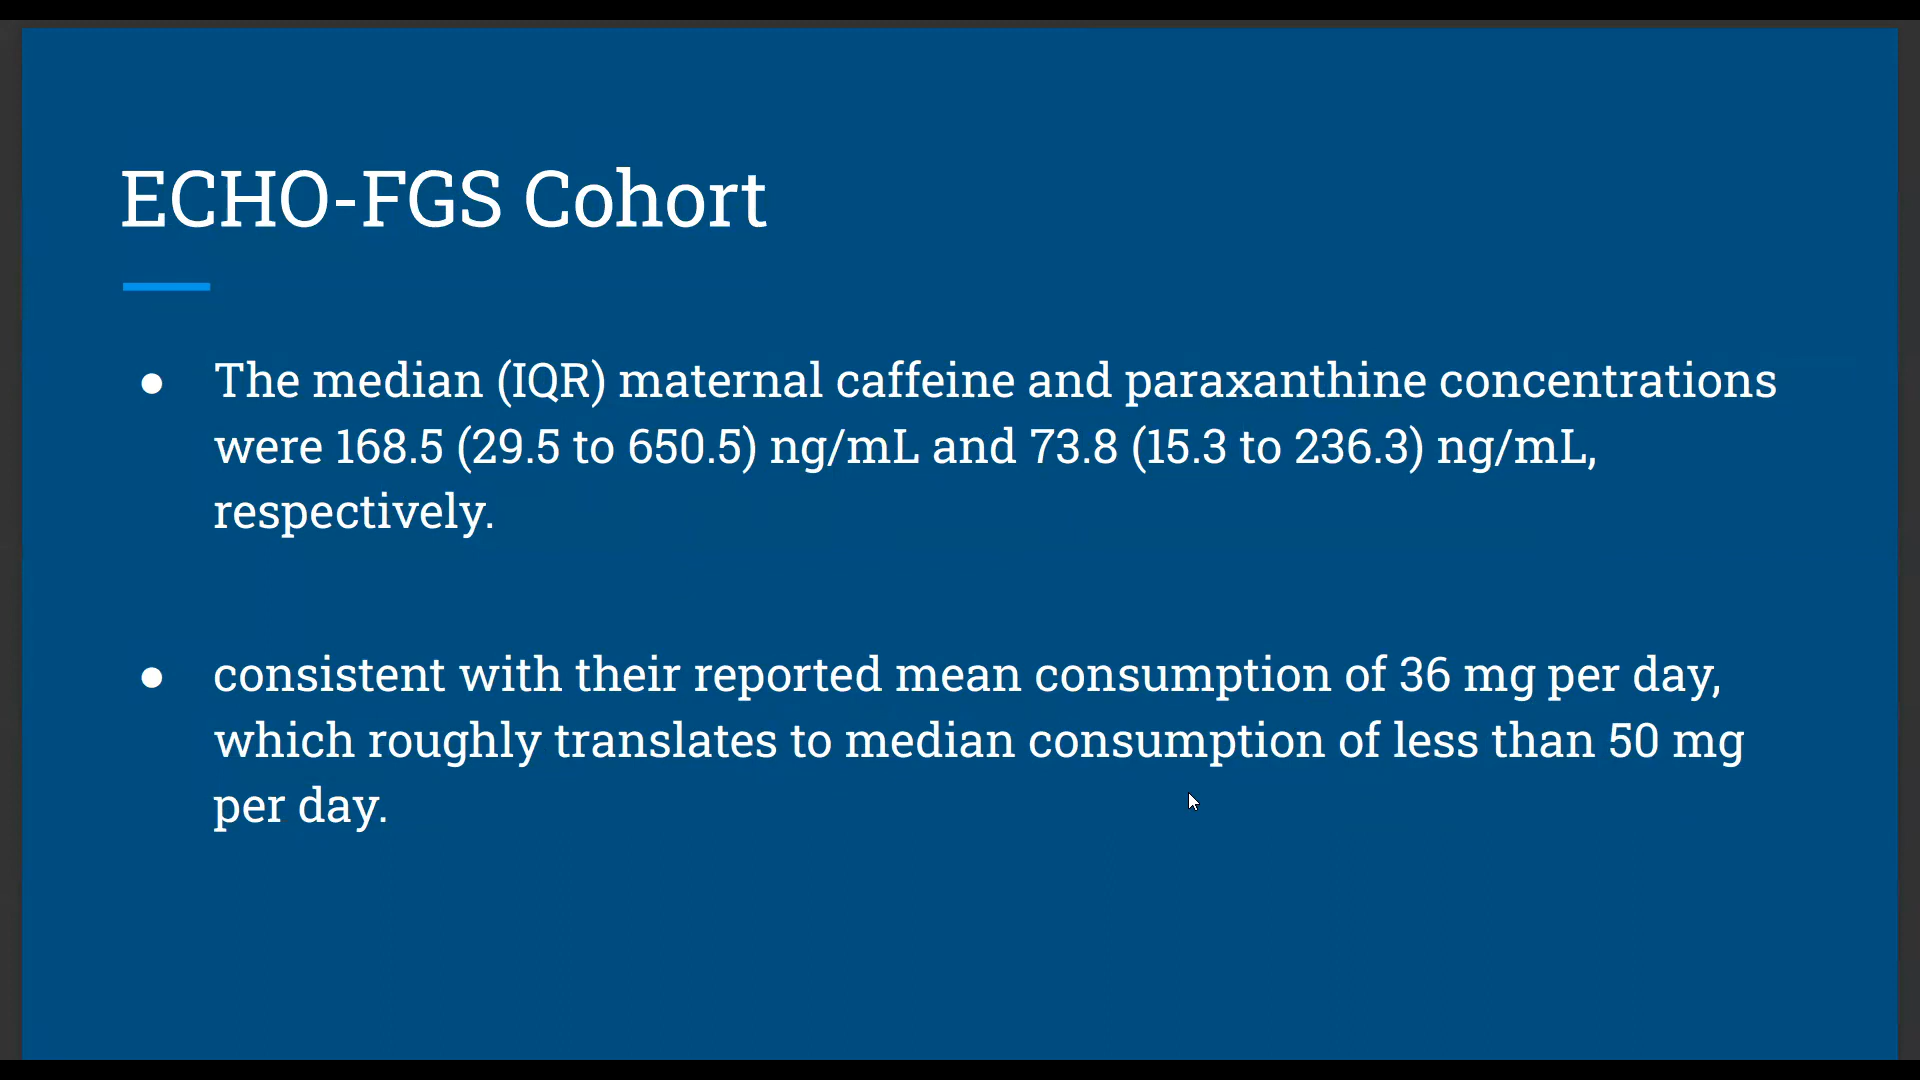 ECHO-FGS Cohort
● The median (IQR) maternal caffeine and paraxanthine concentrations
were 168.5 (29.5 to 650.5) ng/mL and 73.8 (15.3 to 236.3) ng/mL,
respectively.
● consistent with their reported mean consumption of 36 mg per day,
which roughly translates to median consumption of less than 50 mg
per day.